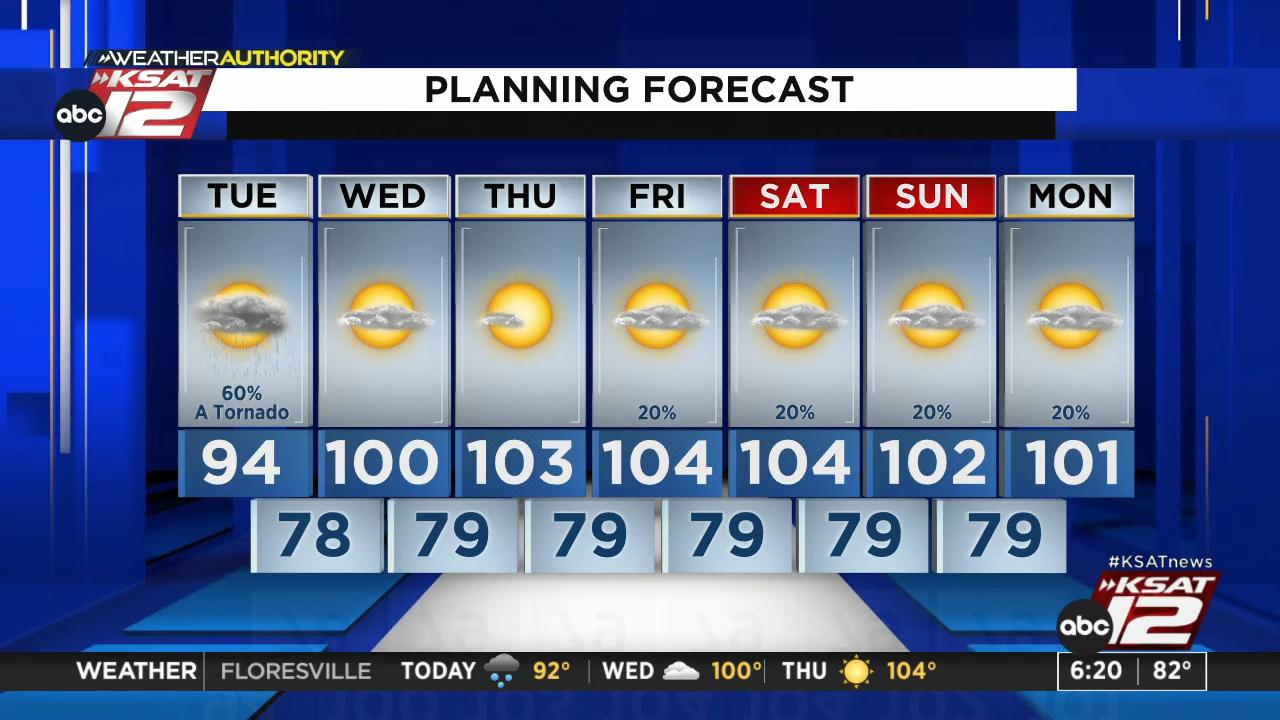 WEATHERAUTHORITY
KSAT
abc 12
PLANNING FORECAST
TUE WED THU FRI SAT SUN MON
60%
A Tornado 20% 20% 20% 20%
94 100 103 104 104 102 101
78 79 79 79 79 79
#KSATnews
KSAT
abc 12
WEATHER FLORESVILLE TODAY 92° WED 100° THU 104° 6:20 82°